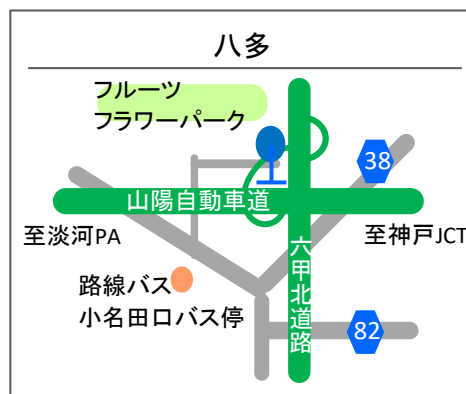 八多
フルーツ
フラワーパーク
38
山陽自動車道
至淡河PA
至神戸JCT
六甲北道路
路線バス
小名田口バス停
82